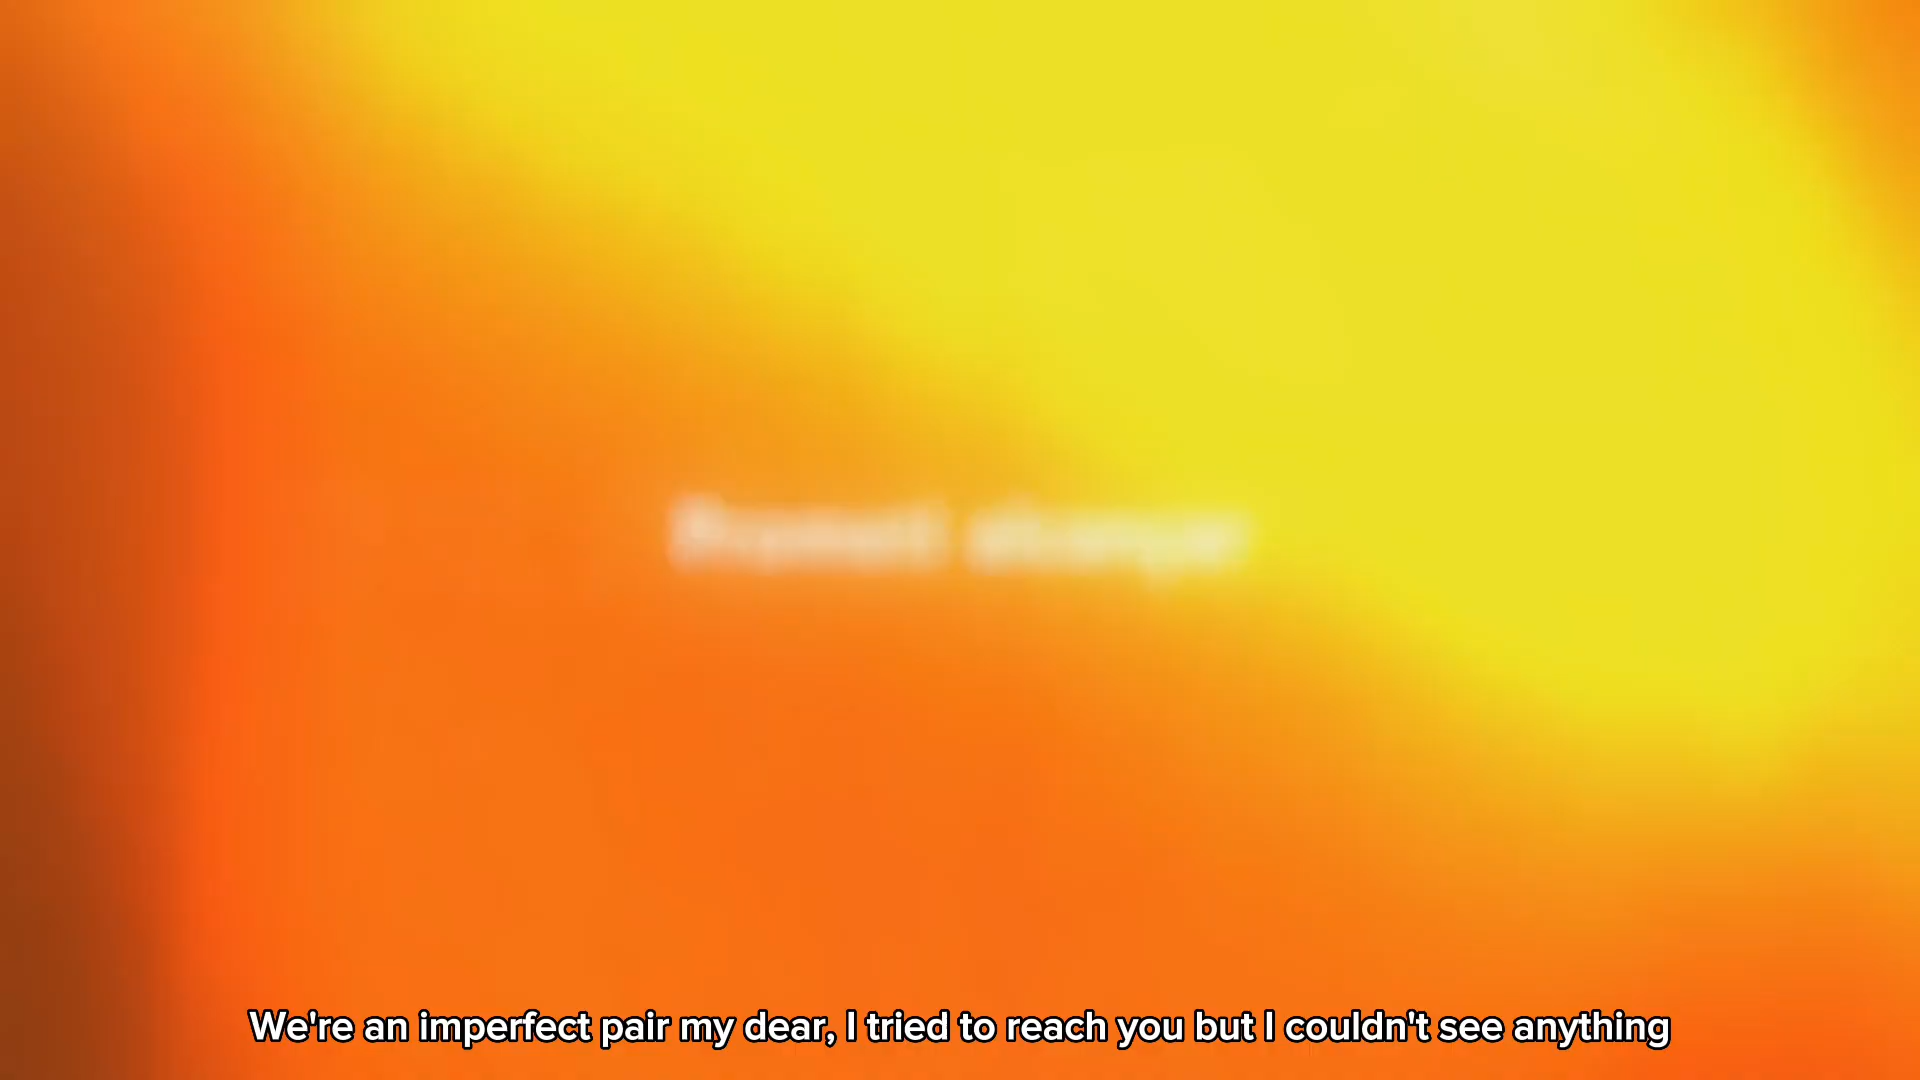 We're an imperfect pair my dear, I tried to reach you but I couldn't see anything